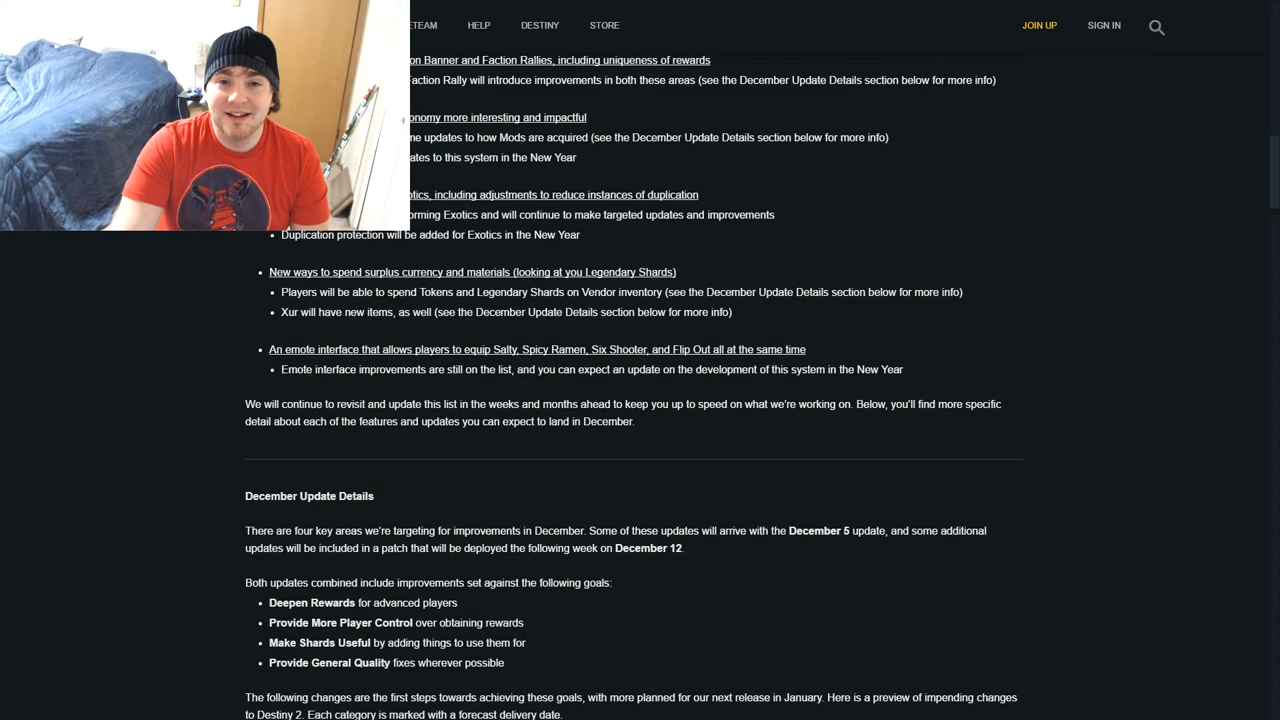 ETEAM HELP DESTINY STORE JOIN UP SIGN IN
on Banner and Faction Rallies, including uniqueness of rewards
Faction Rally will introduce improvements in both these areas (see the December Update Details section below for more info)
onomy more interesting and impactful
me updates to how Mods are acquired (see the December Update Details section below for more info)
ates to this system in the New Year
otics, including adjustments to reduce instances of duplication
orming Exotics and will continue to make targeted updates and improvements
• Duplication protection will be added for Exotics in the New Year
• New ways to spend surplus currency and materials (looking at you Legendary Shards)
• Players will be able to spend Tokens and Legendary Shards on Vendor inventory (see the December Update Details section below for more info)
• Xur will have new items, as well (see the December Update Details section below for more info)
• An emote interface that allows players to equip Salty, Spicy Ramen, Six Shooter, and Flip Out all at the same time
• Emote interface improvements are still on the list, and you can expect an update on the development of this system in the New Year
We will continue to revisit and update this list in the weeks and months ahead to keep you up to speed on what we're working on. Below, you'll find more specific
detail about each of the features and updates you can expect to land in December.
December Update Details
There are four key areas we're targeting for improvements in December. Some of these updates will arrive with the December 5 update, and some additional
updates will be included in a patch that will be deployed the following week on December 12.
Both updates combined include improvements set against the following goals:
• Deepen Rewards for advanced players
• Provide More Player Control over obtaining rewards
• Make Shards Useful by adding things to use them for
• Provide General Quality fixes wherever possible
The following changes are the first steps towards achieving these goals, with more planned for our next release in January. Here is a preview of impending changes
to Destiny 2. Each category is marked with a forecast delivery date.